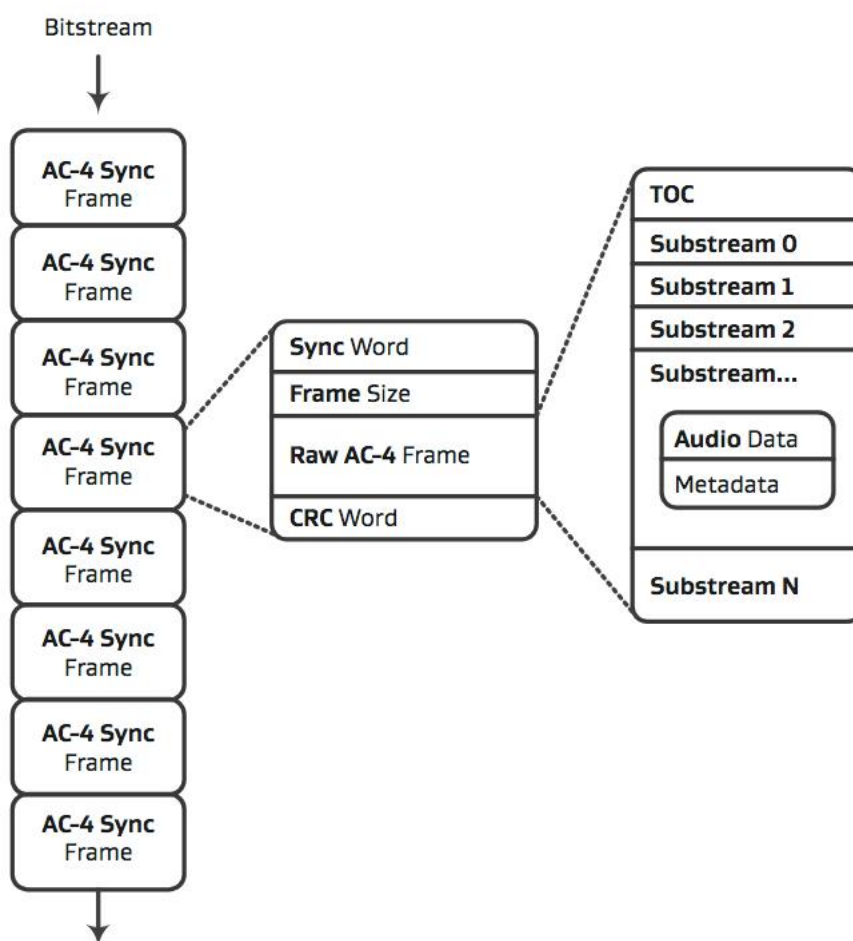 Bitstream
AC-4 Sync
Frame
AC-4 Sync
Frame
AC-4 Sync
Frame
AC-4 Sync
Frame
AC-4 Sync
Frame
AC-4 Sync
Frame
AC-4 Sync
Frame
AC-4 Sync
Frame
Sync Word
Frame Size
Raw AC-4 Frame
CRC Word
TOC
Substream 0
Substream 1
Substream 2
Substream...
Audio Data
Metadata
Substream N